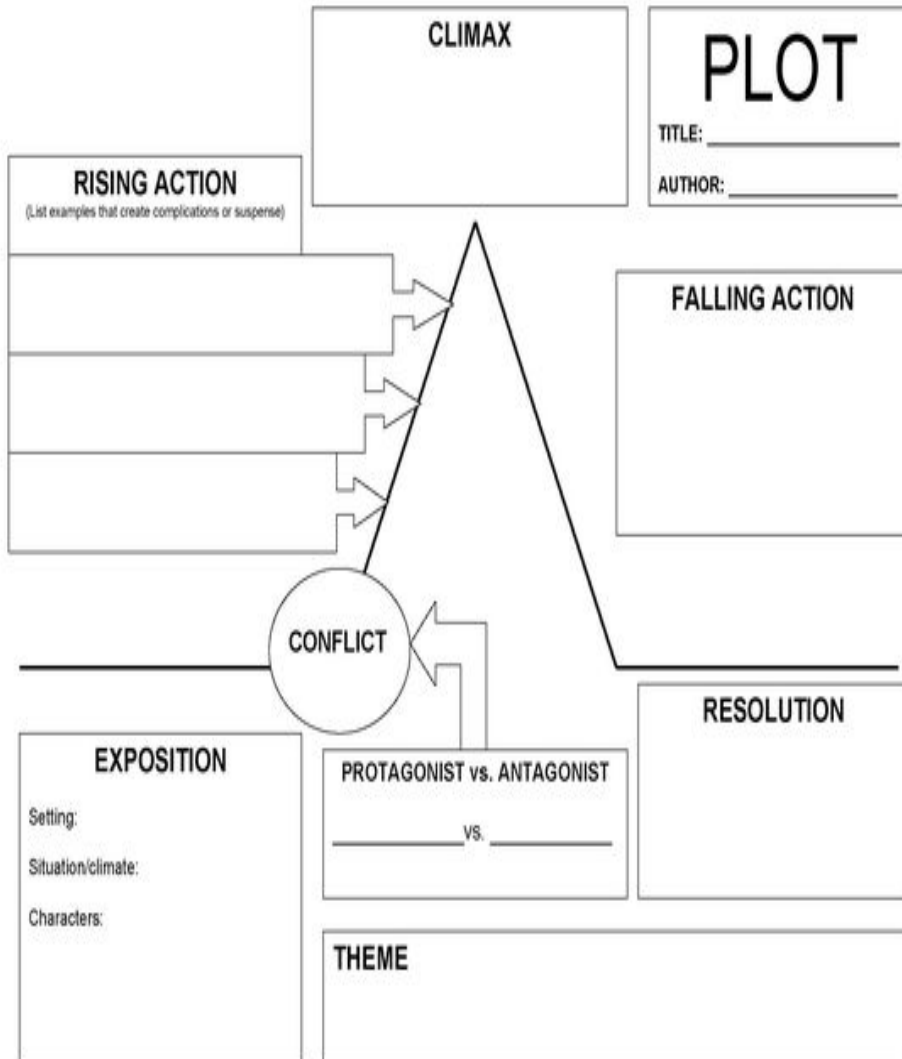 CLIMAX
PLOT
TITLE:
AUTHOR:
RISING ACTION
(List examples that create complications or suspense)
FALLING ACTION
CONFLICT
RESOLUTION
EXPOSITION
Setting:
Situation/climate:
Characters:
PROTAGONIST vs. ANTAGONIST
VS.
THEME